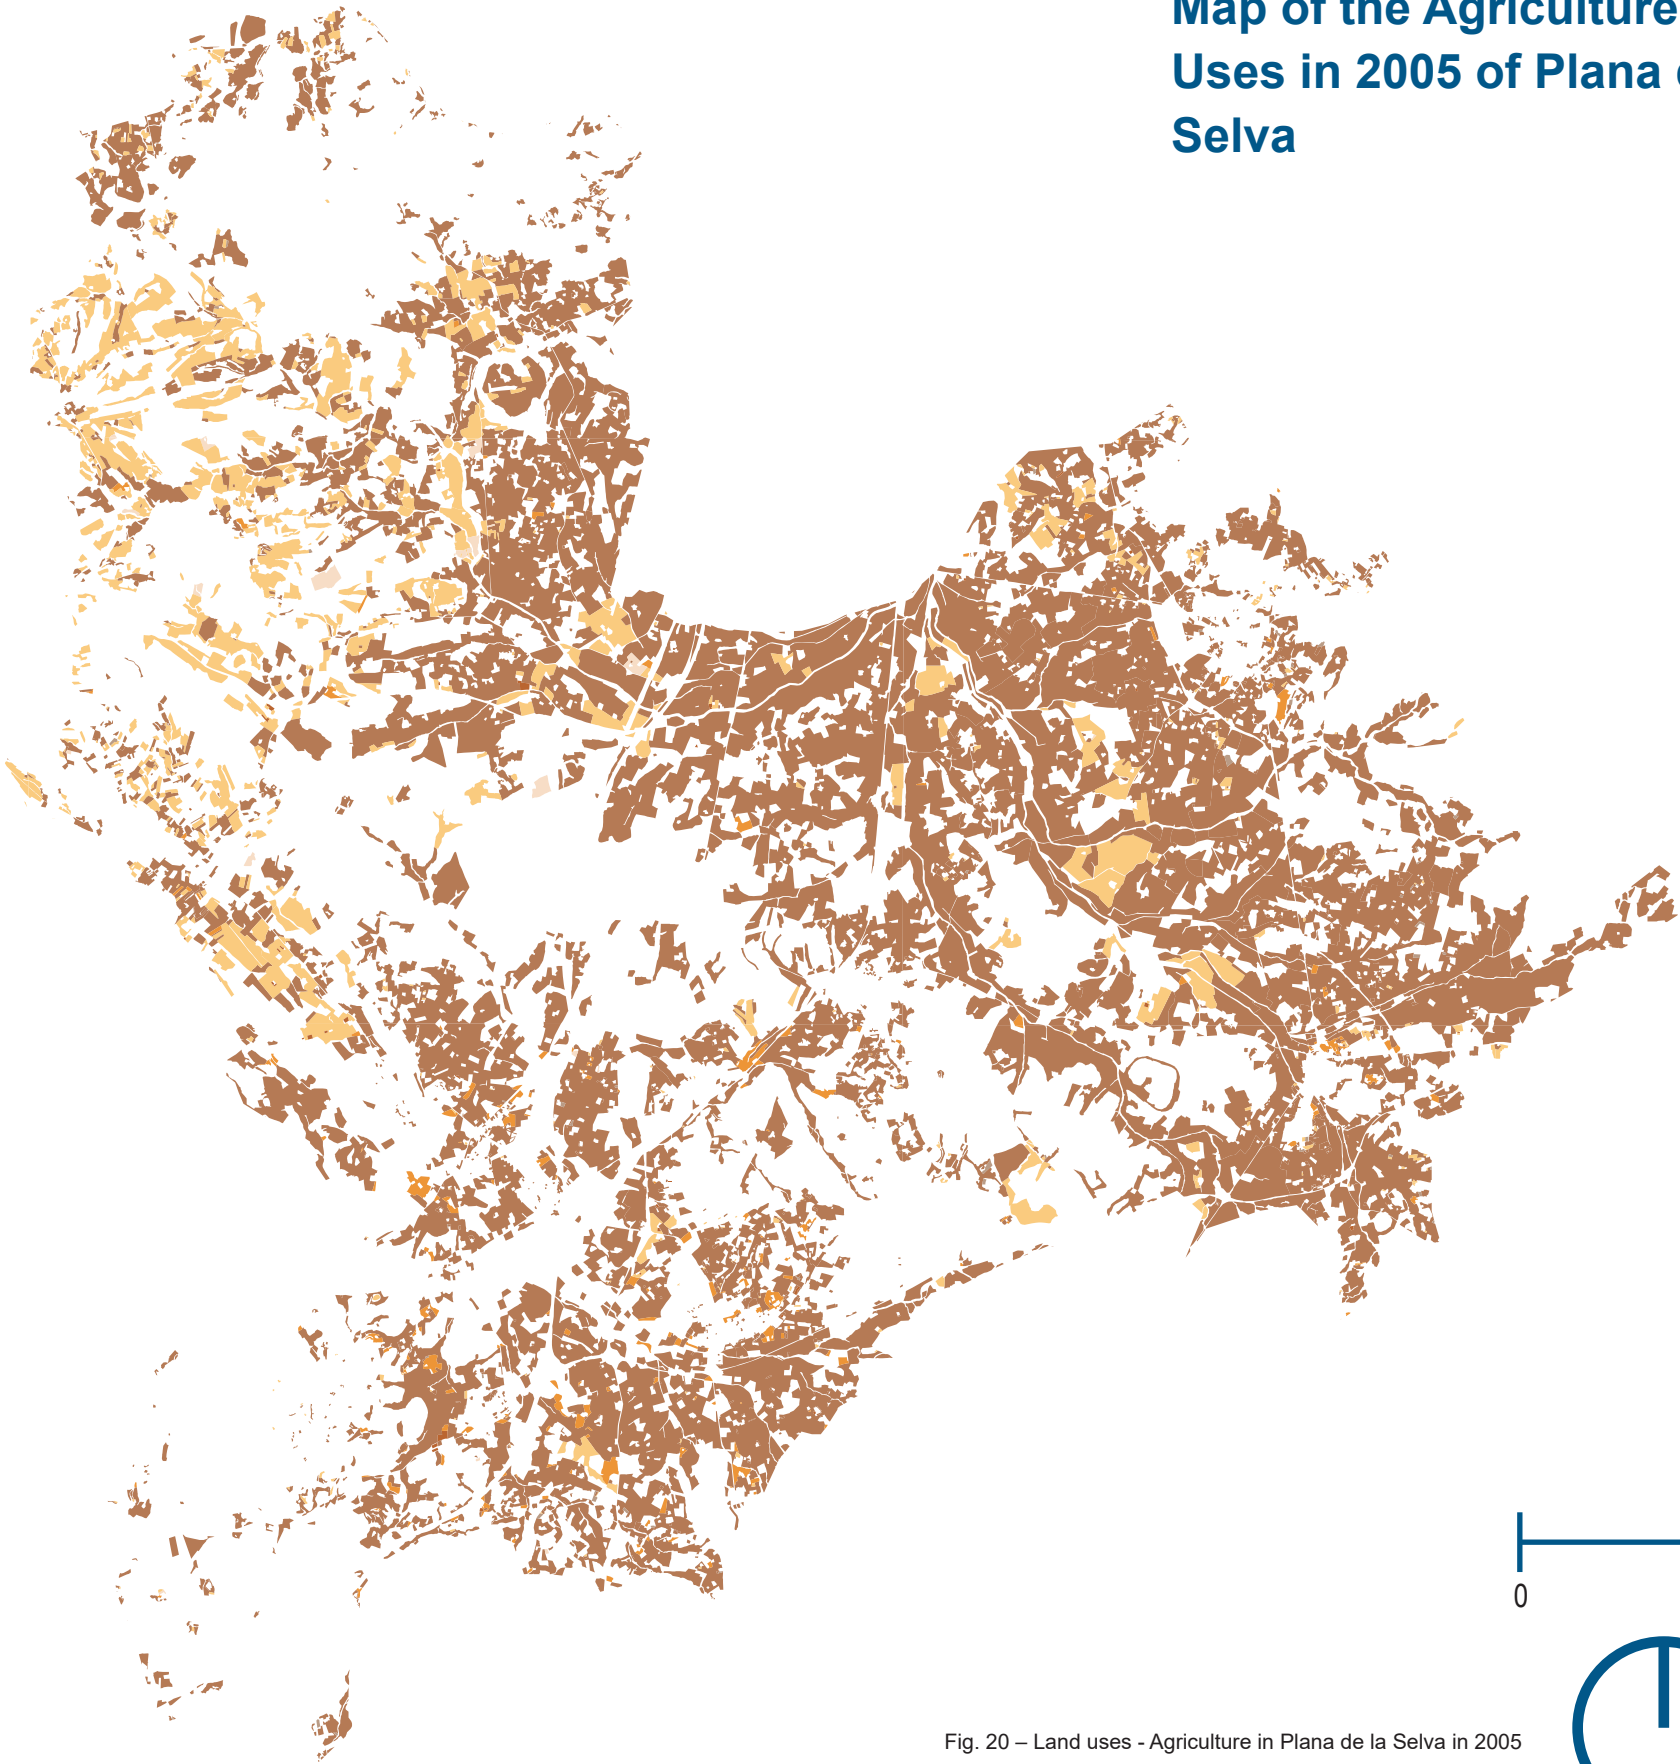 Map of the Agriculture
Uses in 2005 of Plana
Selva
0
Fig. 20 – Land uses - Agriculture in Plana de la Selva in 2005